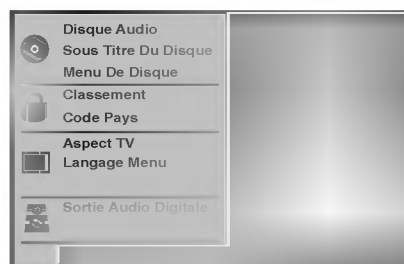 Disque Audio
Sous Titre Du Disque
Menu De Disque
Classement
Code Pays
Aspect TV
Langage Menu
Sortie Audio Digitale